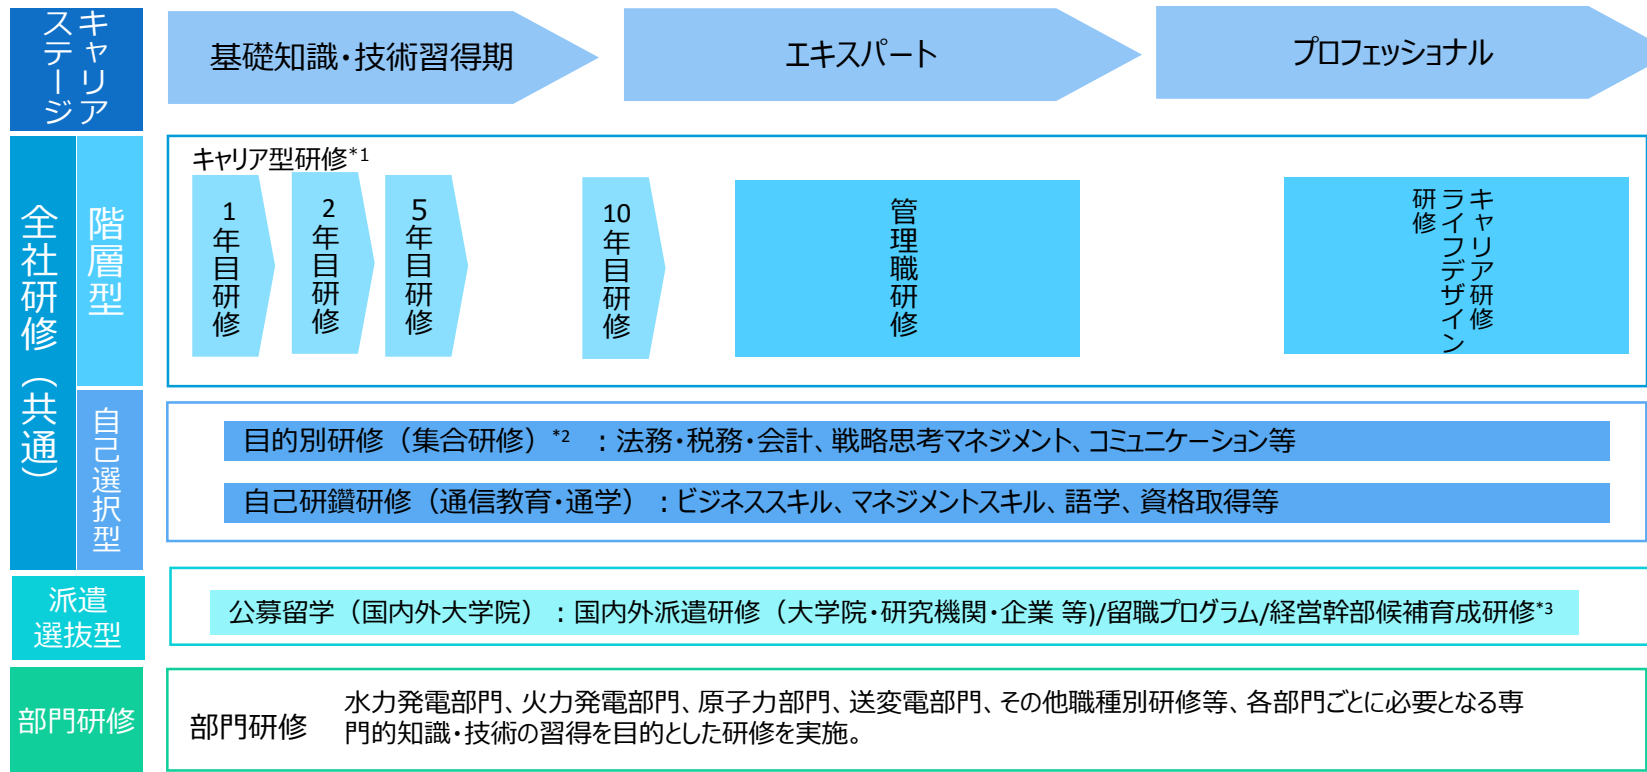 キャリア
ステージ
基礎知識・技術習得期
エキスパート
プロフェッショナル
全社研修（共通）
階層型
キャリア型研修*1
1年目研修
2年目研修
5年目研修
10年目研修
管理職研修
キャリア研修
ライフデザイン
研修
自己選択型
目的別研修（集合研修）*2 ：法務・税務・会計、戦略思考マネジメント、コミュニケーション等
自己研鑽研修（通信教育・通学）：ビジネススキル、マネジメントスキル、語学、資格取得等
派遣
選抜型
公募留学（国内外大学院）：国内外派遣研修（大学院・研究機関・企業 等)/留職プログラム/経営幹部候補育成研修*3
部門研修
部門研修
水力発電部門、火力発電部門、原子力部門、送変電部門、その他職種別研修等、各部門ごとに必要となる専
門的知識・技術の習得を目的とした研修を実施。